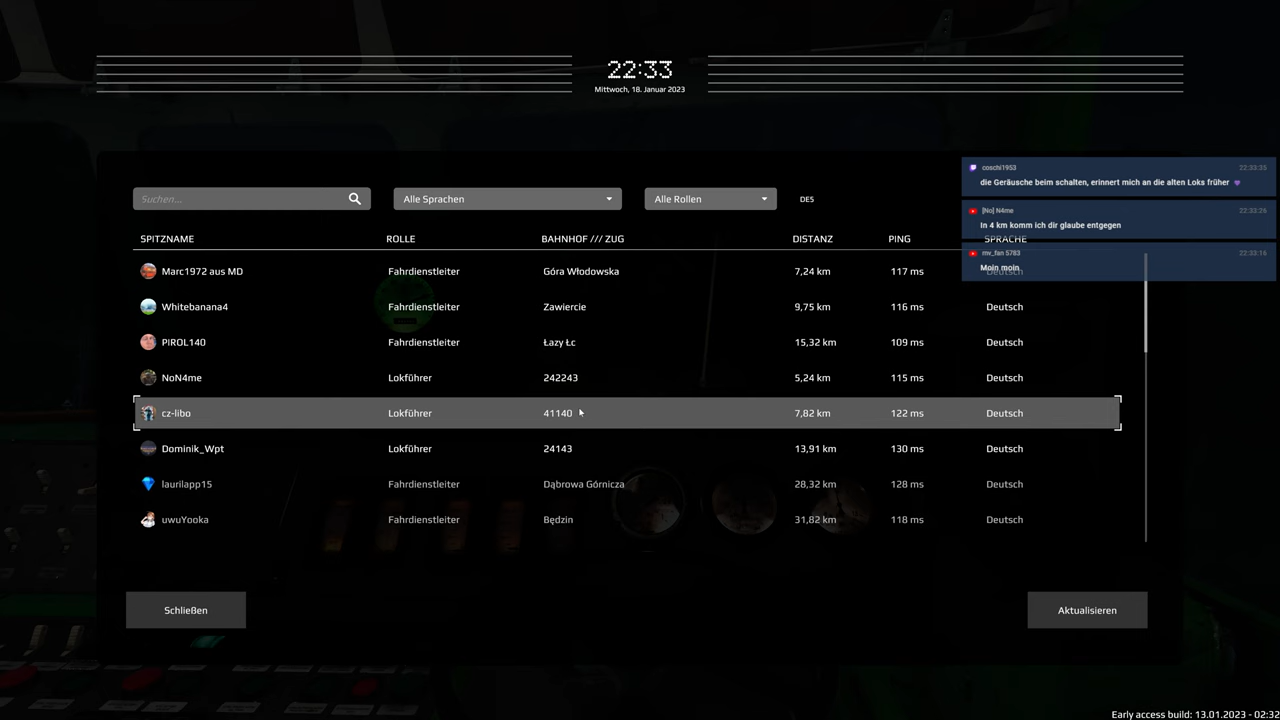 22:33
Mittwoch, 18. Januar 2023
coschi1953 22:33:35
die Geräusche beim schalten, erinnert mich an die alten Loks früher
[No] N4me 22:33:26
In 4 km komm ich dir glaube entgegen
mv_fan 5783 22:33:16
Moin moin
Suchen... Alle Sprachen Alle Rollen DE5
SPITZNAME ROLLE BAHNHOF /// ZUG DISTANZ PING SPRACHE
Marc1972 aus MD Fahrdienstleiter Góra Włodowska 7,24 km 117 ms Deutsch
Whitebanana4 Fahrdienstleiter Zawiercie 9,75 km 116 ms Deutsch
PIROL140 Fahrdienstleiter Łazy Łc 15,32 km 109 ms Deutsch
NoN4me Lokführer 242243 5,24 km 115 ms Deutsch
cz-libo Lokführer 41140 7,82 km 122 ms Deutsch
Dominik_Wpt Lokführer 24143 13,91 km 130 ms Deutsch
laurilapp15 Fahrdienstleiter Dąbrowa Górnicza 28,32 km 128 ms Deutsch
uwuYooka Fahrdienstleiter Będzin 31,82 km 118 ms Deutsch
Schließen Aktualisieren
Early access build: 13.01.2023 - 02:32